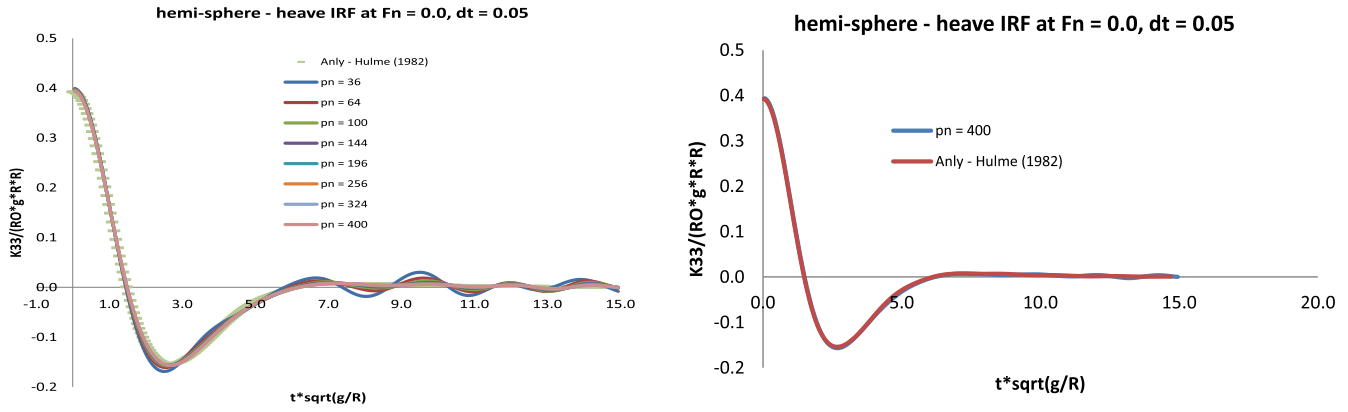 hemi-sphere - heave IRF at Fn = 0.0, dt = 0.05
0.5
0.4
0.3
0.2
0.1
0.0
-0.1
-0.2
-1.0
1.0
3.0
5.0
7.0
9.0
11.0
13.0
15.0
K33/(RO*g*R*R)
t*sqrt(g/R)
Anly - Hulme (1982)
pn = 36
pn = 64
pn = 100
pn = 144
pn = 196
pn = 256
pn = 324
pn = 400
hemi-sphere - heave IRF at Fn = 0.0, dt = 0.05
0.5
0.4
0.3
0.2
0.1
0.0
-0.1
-0.2
0.0
5.0
10.0
15.0
20.0
K33/(RO*g*R*R)
t*sqrt(g/R)
pn = 400
Anly - Hulme (1982)